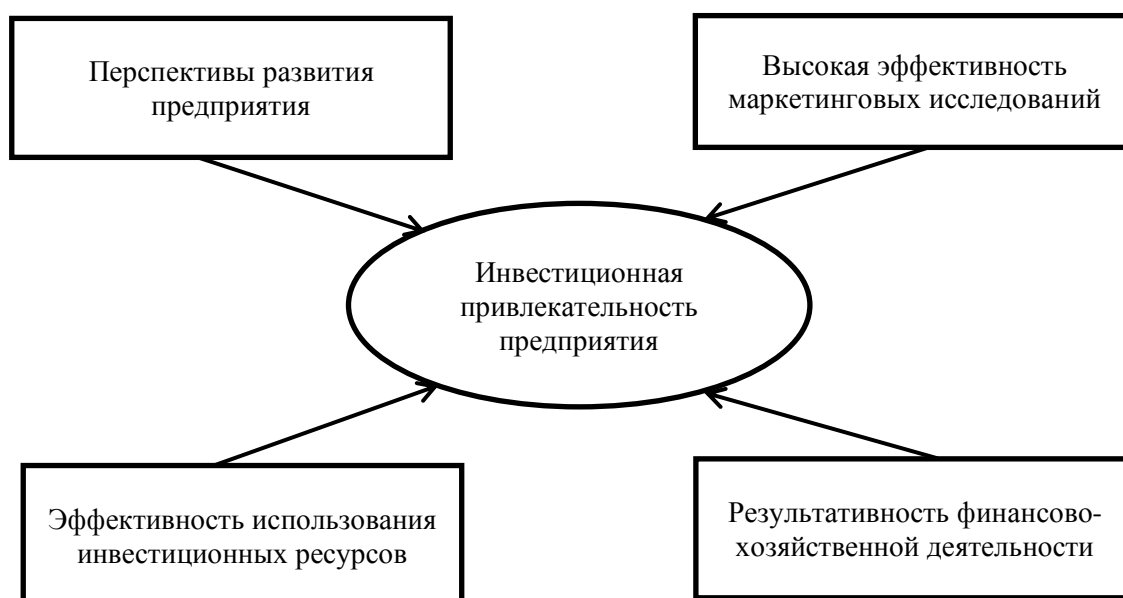 Перспективы развития
предприятия
Высокая эффективность
маркетинговых исследований
Инвестиционная
привлекательность
предприятия
Эффективность использования
инвестиционных ресурсов
Результативность финансово-
хозяйственной деятельности